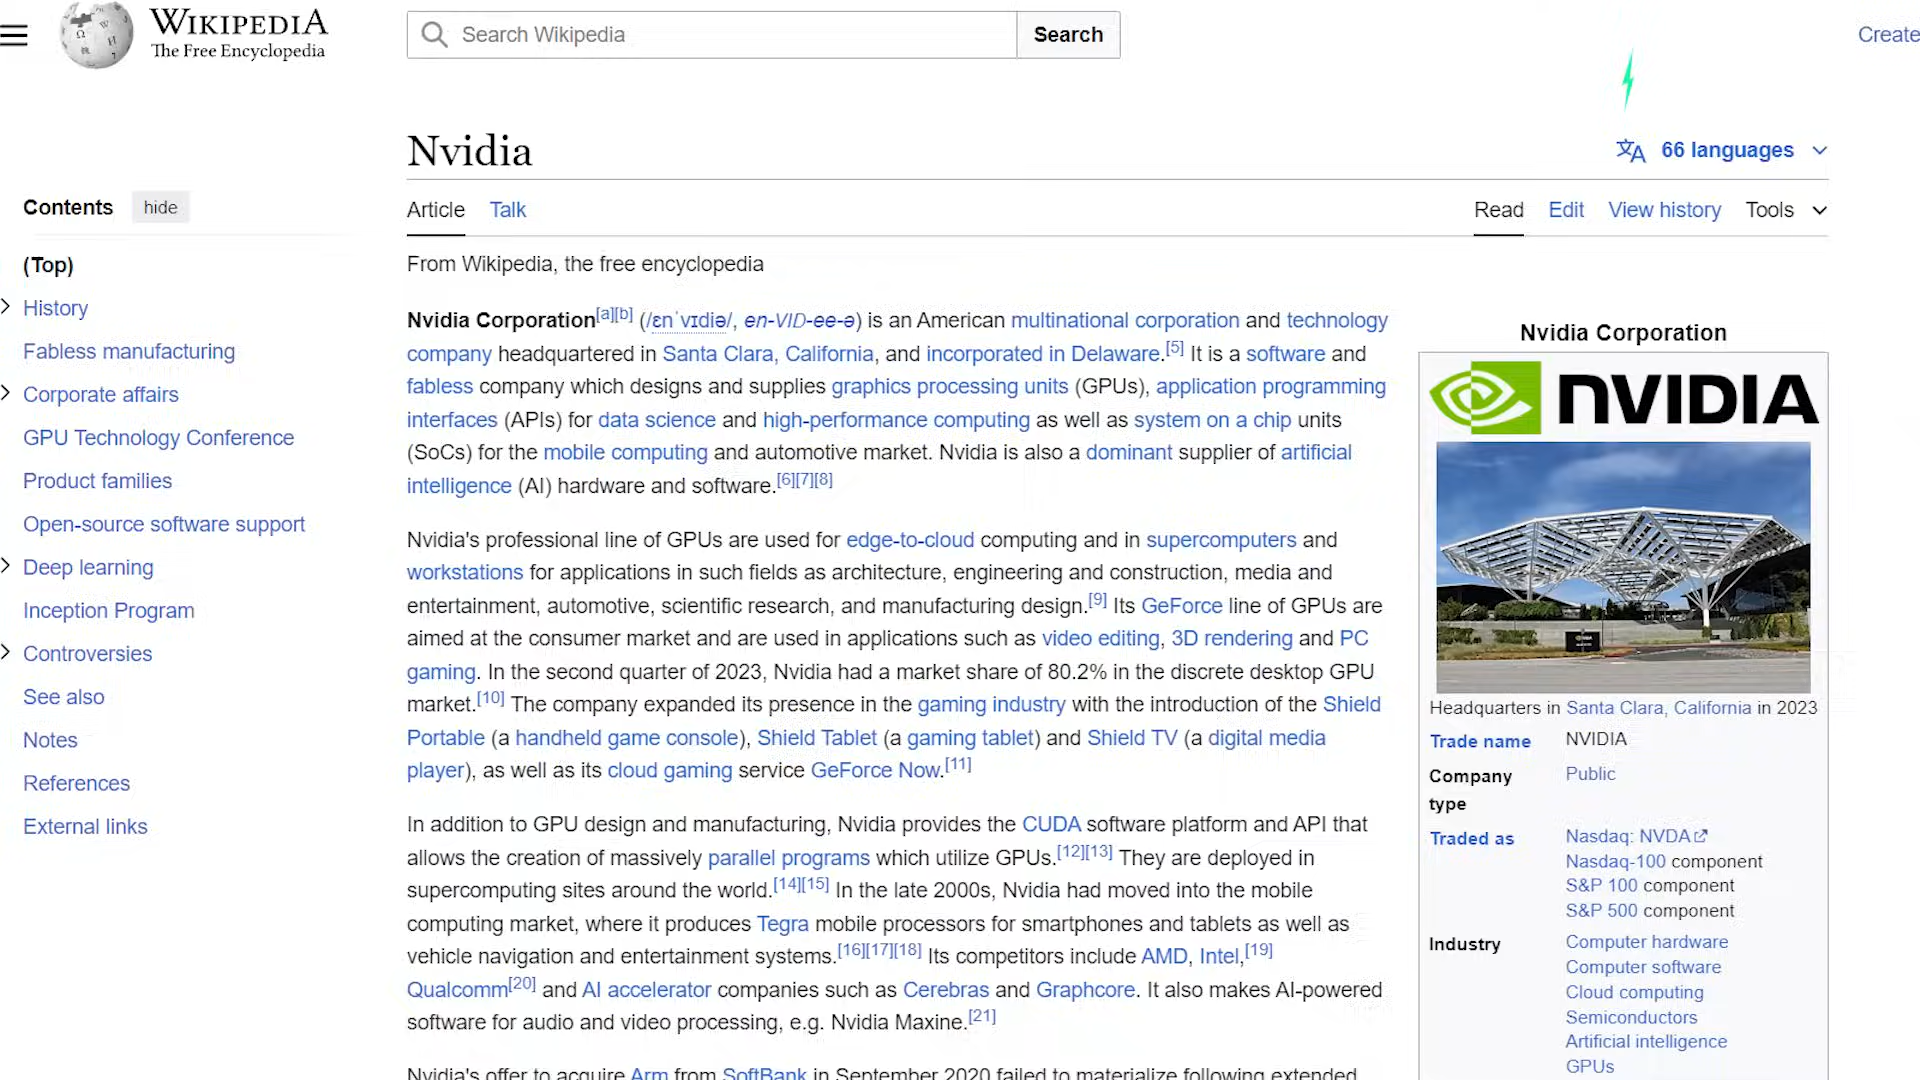 WIKIPEDIA
The Free Encyclopedia
Search Wikipedia
Search
Create
Nvidia
66 languages
Contents
hide
Article
Talk
Read
Edit
View history
Tools
(Top)
History
Fabless manufacturing
Corporate affairs
GPU Technology Conference
Product families
Open-source software support
Deep learning
Inception Program
Controversies
See also
Notes
References
External links
From Wikipedia, the free encyclopedia
Nvidia Corporation[a][b] (/ɛnˈvɪdiə/, en-VID-ee-ə) is an American multinational corporation and technology
company headquartered in Santa Clara, California, and incorporated in Delaware.[5] It is a software and
fabless company which designs and supplies graphics processing units (GPUs), application programming
interfaces (APIs) for data science and high-performance computing as well as system on a chip units
(SoCs) for the mobile computing and automotive market. Nvidia is also a dominant supplier of artificial
intelligence (AI) hardware and software.[6][7][8]
Nvidia's professional line of GPUs are used for edge-to-cloud computing and in supercomputers and
workstations for applications in such fields as architecture, engineering and construction, media and
entertainment, automotive, scientific research, and manufacturing design.[9] Its GeForce line of GPUs are
aimed at the consumer market and are used in applications such as video editing, 3D rendering and PC
gaming. In the second quarter of 2023, Nvidia had a market share of 80.2% in the discrete desktop GPU
market.[10] The company expanded its presence in the gaming industry with the introduction of the Shield
Portable (a handheld game console), Shield Tablet (a gaming tablet) and Shield TV (a digital media
player), as well as its cloud gaming service GeForce Now.[11]
In addition to GPU design and manufacturing, Nvidia provides the CUDA software platform and API that
allows the creation of massively parallel programs which utilize GPUs.[12][13] They are deployed in
supercomputing sites around the world.[14][15] In the late 2000s, Nvidia had moved into the mobile
computing market, where it produces Tegra mobile processors for smartphones and tablets as well as
vehicle navigation and entertainment systems.[16][17][18] Its competitors include AMD, Intel,[19]
Qualcomm[20] and AI accelerator companies such as Cerebras and Graphcore. It also makes AI-powered
software for audio and video processing, e.g. Nvidia Maxine.[21]
Nvidia's offer to acquire Arm from SoftBank in September 2020 failed to materialize following extended
Nvidia Corporation
NVIDIA
Headquarters in Santa Clara, California in 2023
Trade name NVIDIA
Company type Public
Traded as Nasdaq: NVDA
Nasdaq-100 component
S&P 100 component
S&P 500 component
Industry Computer hardware
Computer software
Cloud computing
Semiconductors
Artificial intelligence
GPUs